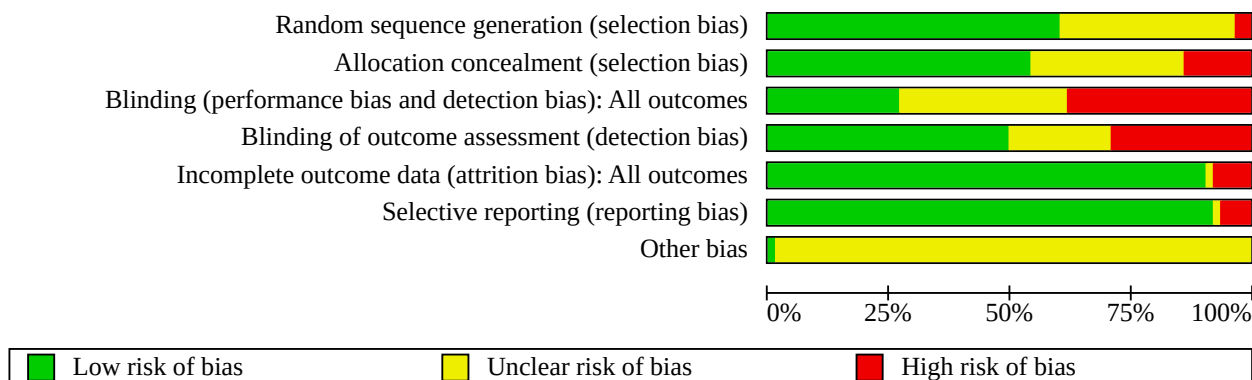 Random sequence generation (selection bias)
Allocation concealment (selection bias)
Blinding (performance bias and detection bias): All outcomes
Blinding of outcome assessment (detection bias)
Incomplete outcome data (attrition bias): All outcomes
Selective reporting (reporting bias)
Other bias
0% 25% 50% 75% 100%
Low risk of bias Unclear risk of bias High risk of bias